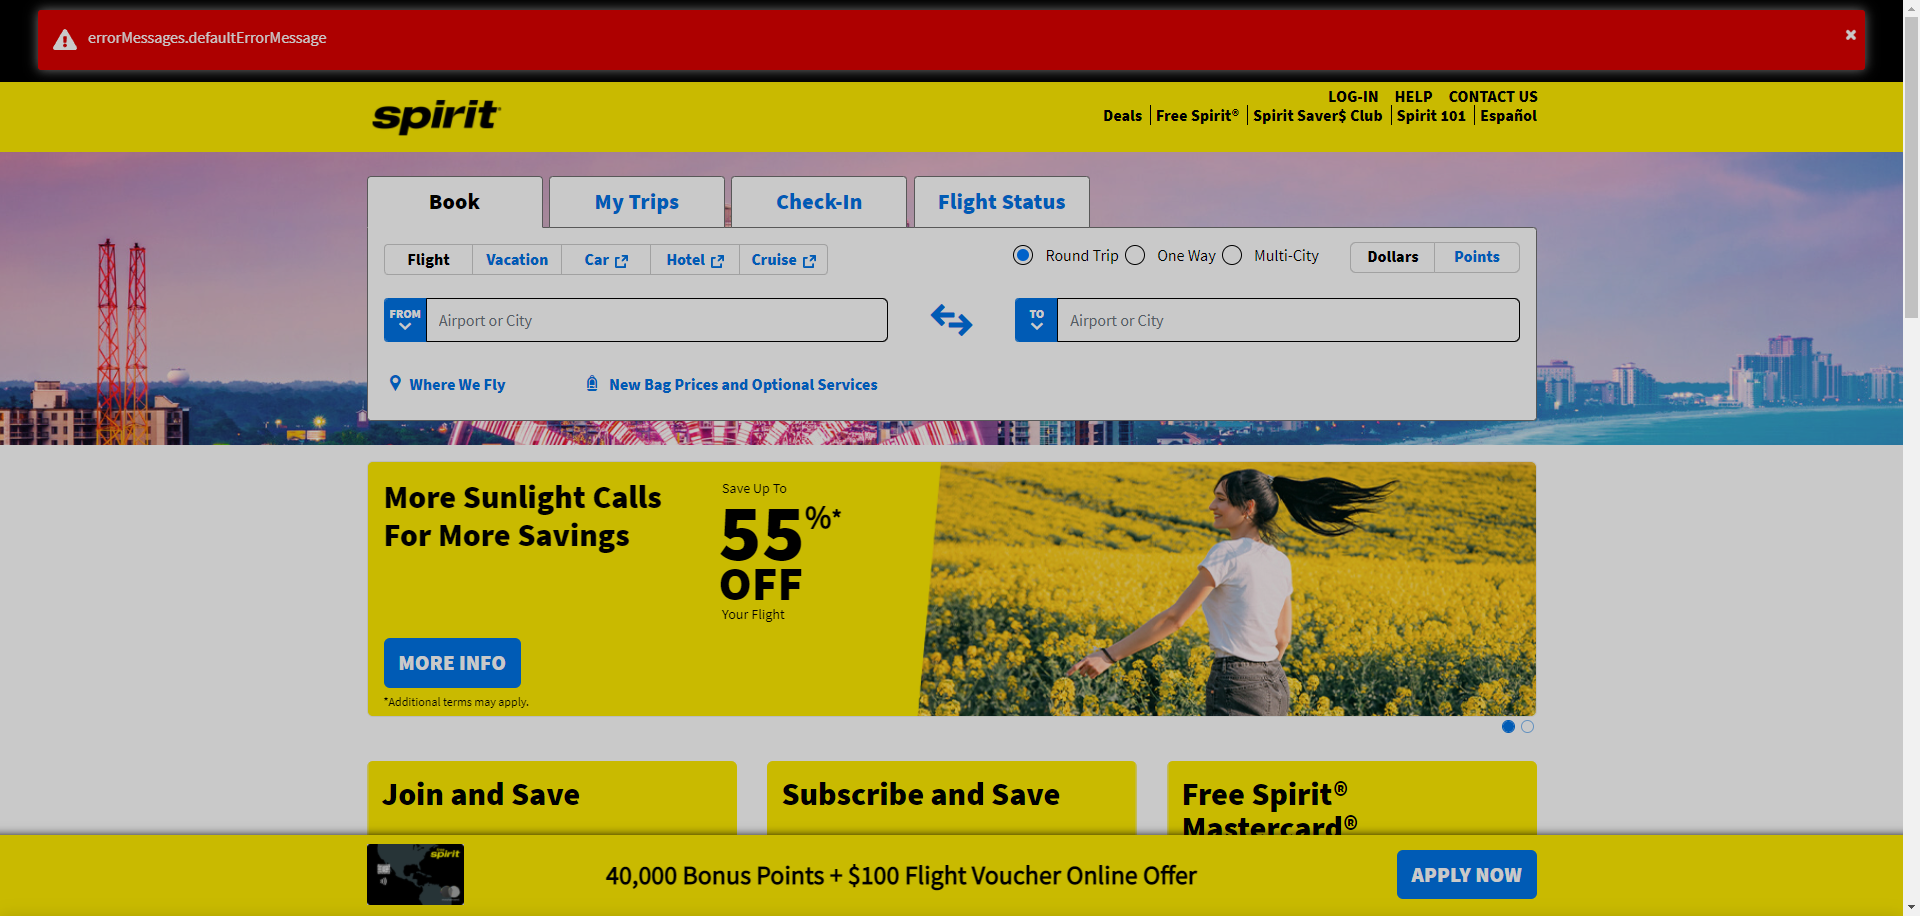 errorMessages.defaultErrorMessage
×
spirit
LOG-IN HELP CONTACT US
Deals Free Spirit® Spirit Saver$ Club Spirit 101 Español
Book My Trips Check-In Flight Status
Flight Vacation Car Hotel Cruise Round Trip One Way Multi-City Dollars Points
FROM Airport or City TO Airport or City
Where We Fly New Bag Prices and Optional Services
More Sunlight Calls
For More Savings
Save Up To
55%*
OFF
Your Flight
MORE INFO
*Additional terms may apply.
Join and Save Subscribe and Save Free Spirit®
Mastercard®
spirit
40,000 Bonus Points + $100 Flight Voucher Online Offer
APPLY NOW